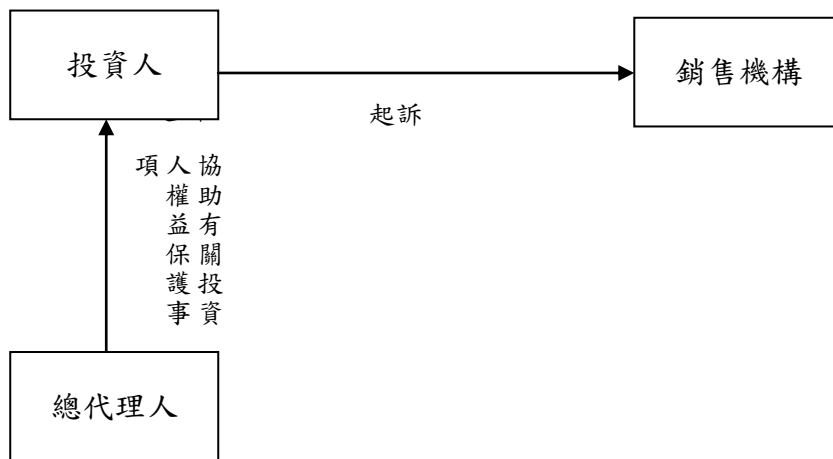 投資人
銷售機構
起訴
協助有關投資
人權益保護事
項
總代理人